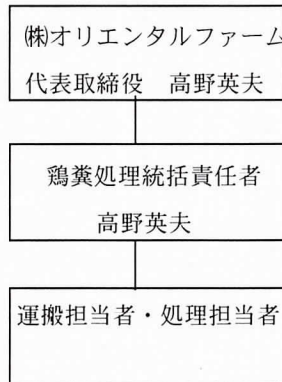 ㈱オリエンタルファーム
代表取締役　高野英夫
鶏糞処理統括責任者
高野英夫
運搬担当者・処理担当者